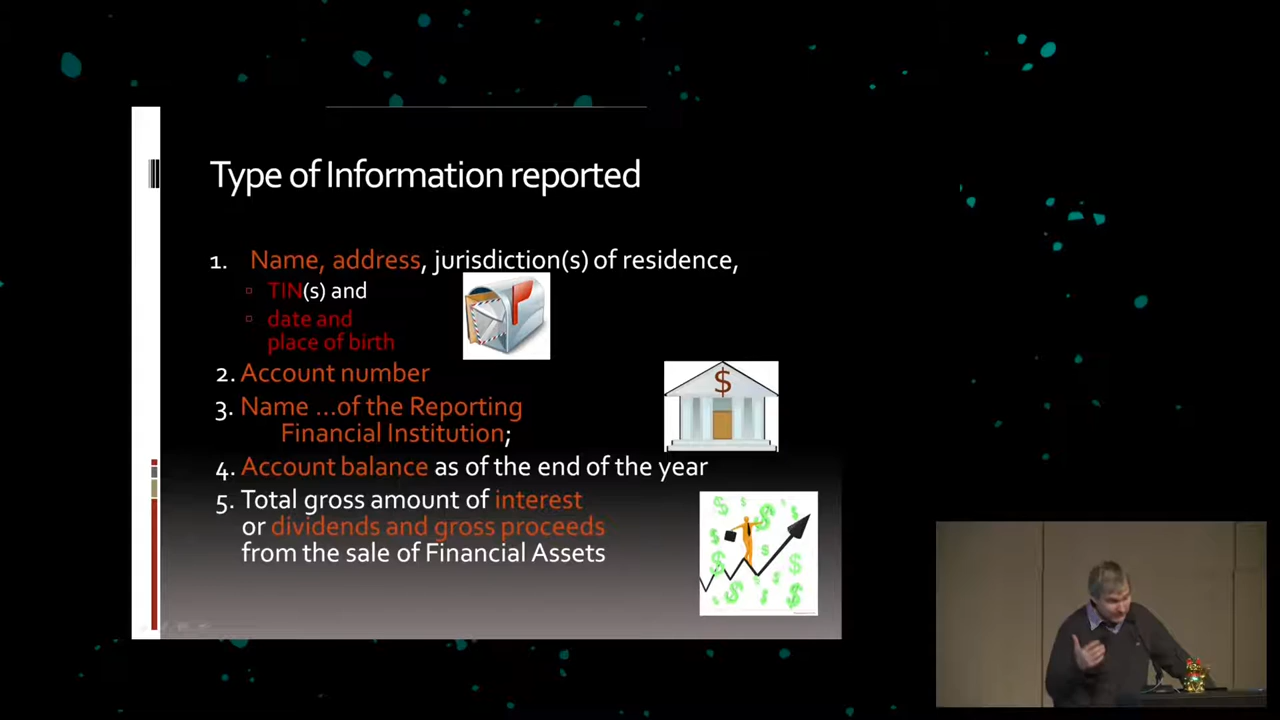 Type of Information reported
1. Name, address, jurisdiction(s) of residence,
TIN(s) and
date and
place of birth
2. Account number
3. Name ...of the Reporting
Financial Institution;
$
4. Account balance as of the end of the year
5. Total gross amount of interest
or dividends and gross proceeds
from the sale of Financial Assets